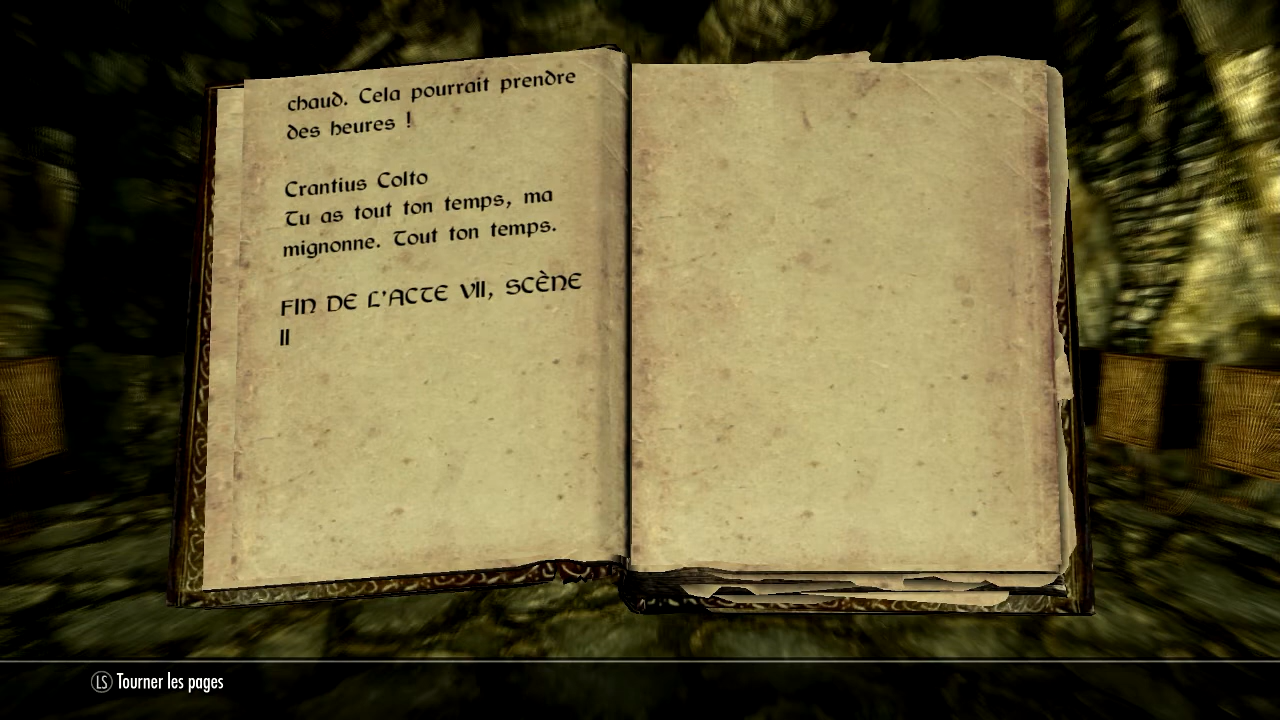 chaud. Cela pourrait prendre
des heures !
Crantius Colto
Tu as tout ton temps, ma
mignonne. Tout ton temps.
FIN DE L'ACTE VII, SCÈNE
II
LS Tourner les pages